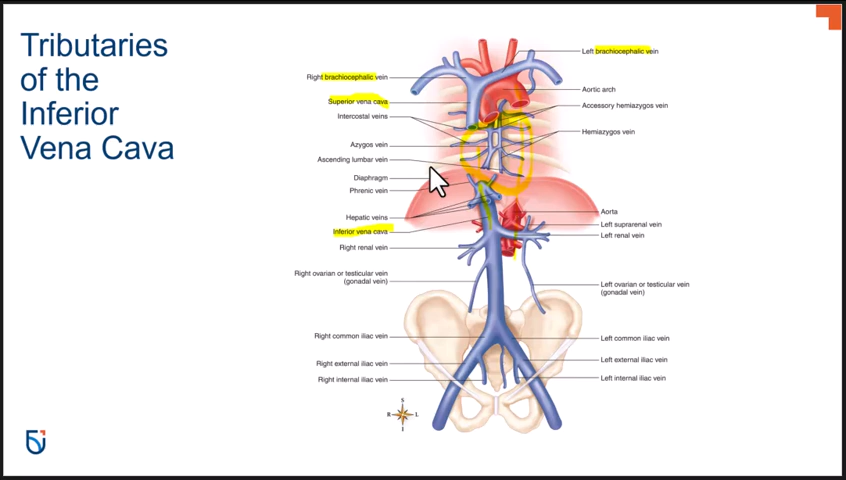 Tributaries
of the
Inferior
Vena Cava
Right brachiocephalic vein
Superior vena cava
Intercostal veins
Azygos vein
Ascending lumbar vein
Diaphragm
Phrenic vein
Hepatic veins
Inferior vena cava
Right renal vein
Right ovarian or testicular vein
(gonadal vein)
Right common iliac vein
Right external iliac vein
Right internal iliac vein
Left brachiocephalic vein
Aortic arch
Accessory hemiazygos vein
Hemiazygos vein
Aorta
Left suprarenal vein
Left renal vein
Left ovarian or testicular vein
(gonadal vein)
Left common iliac vein
Left external iliac vein
Left internal iliac vein
S
R L
I